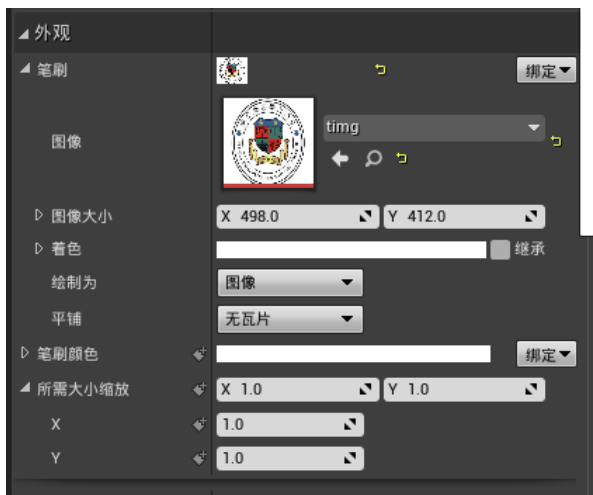 外观
笔刷
绑定
图像
timg
图像大小
X 498.0 Y 412.0
着色
继承
绘制为
图像
平铺
无瓦片
笔刷颜色
绑定
所需大小缩放
X 1.0 Y 1.0
X
1.0
Y
1.0